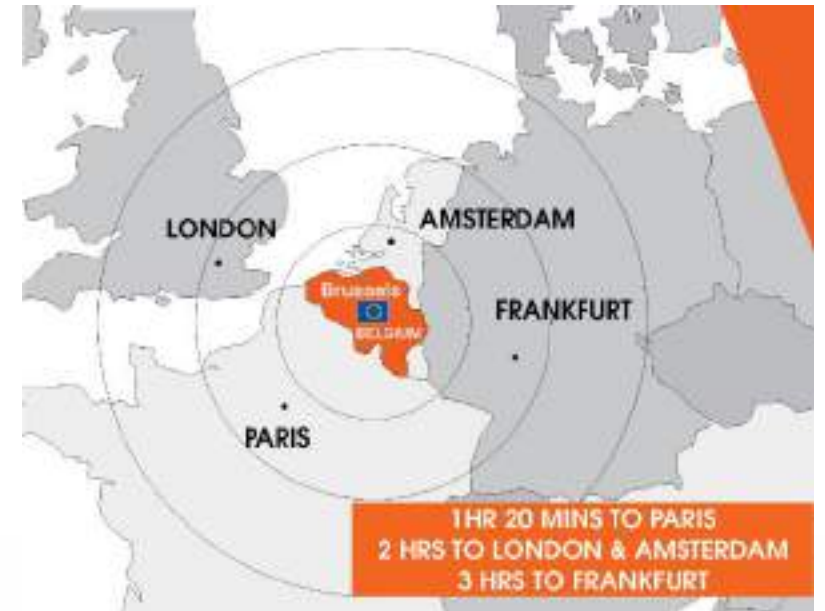 LONDON
AMSTERDAM
Brussels
BELGIUM
FRANKFURT
PARIS
1HR 20 MINS TO PARIS
2 HRS TO LONDON & AMSTERDAM
3 HRS TO FRANKFURT